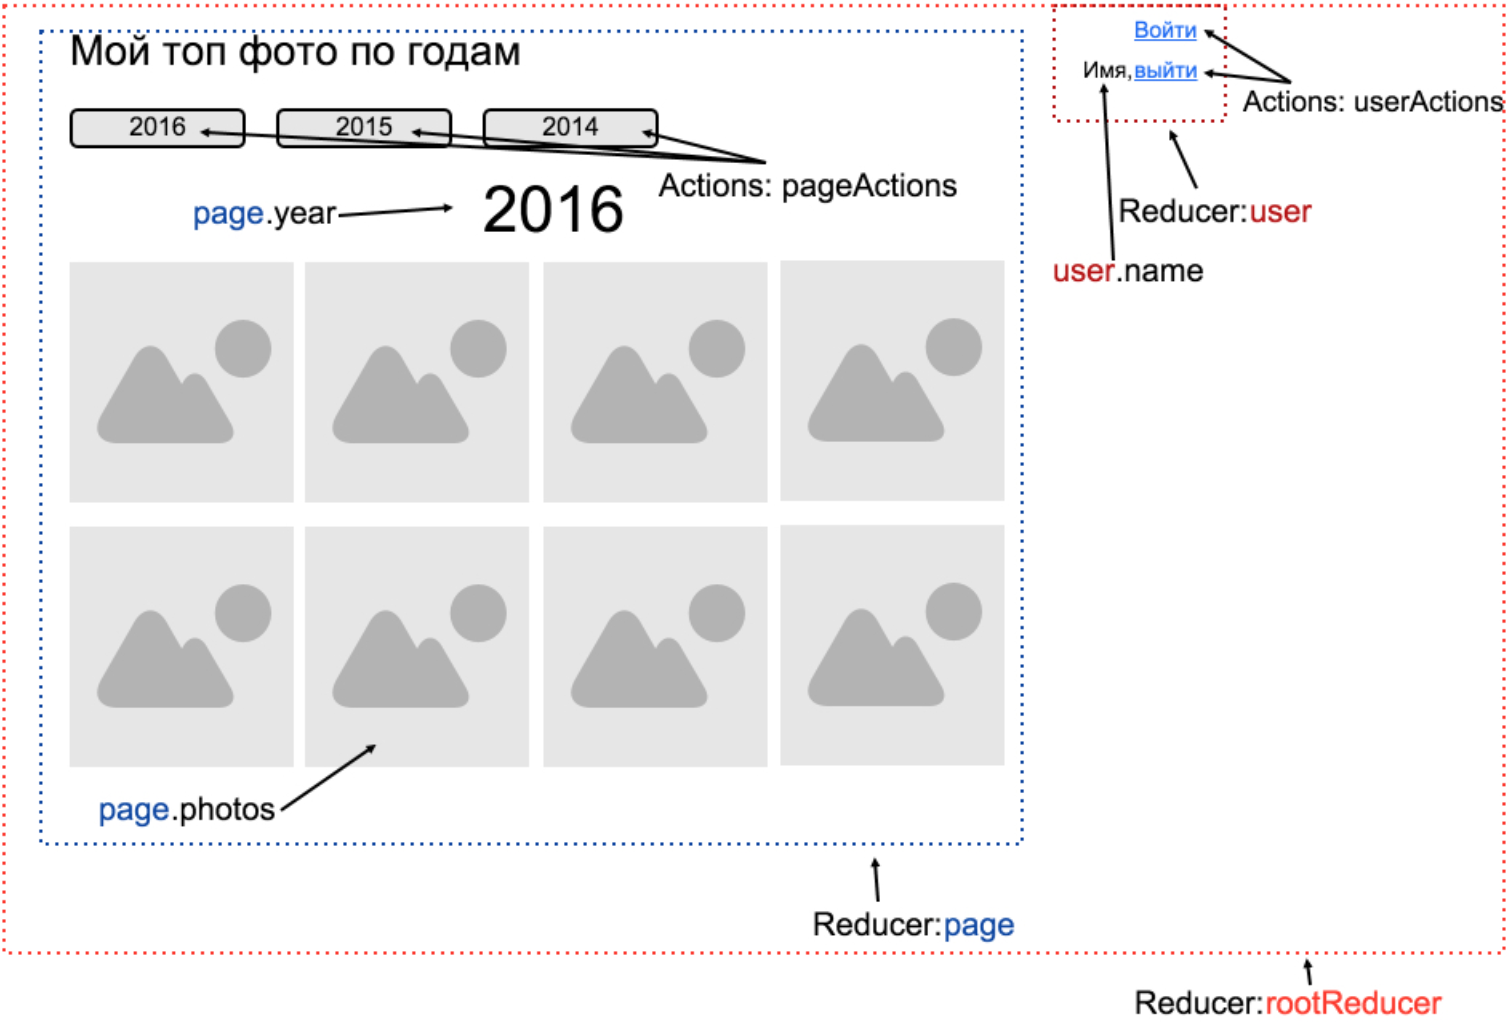 Мой топ фото по годам
Войти
Имя, выйти
Actions: userActions
2016
2015
2014
Actions: pageActions
page.year
2016
Reducer:user
user.name
page.photos
Reducer:page
Reducer:rootReducer